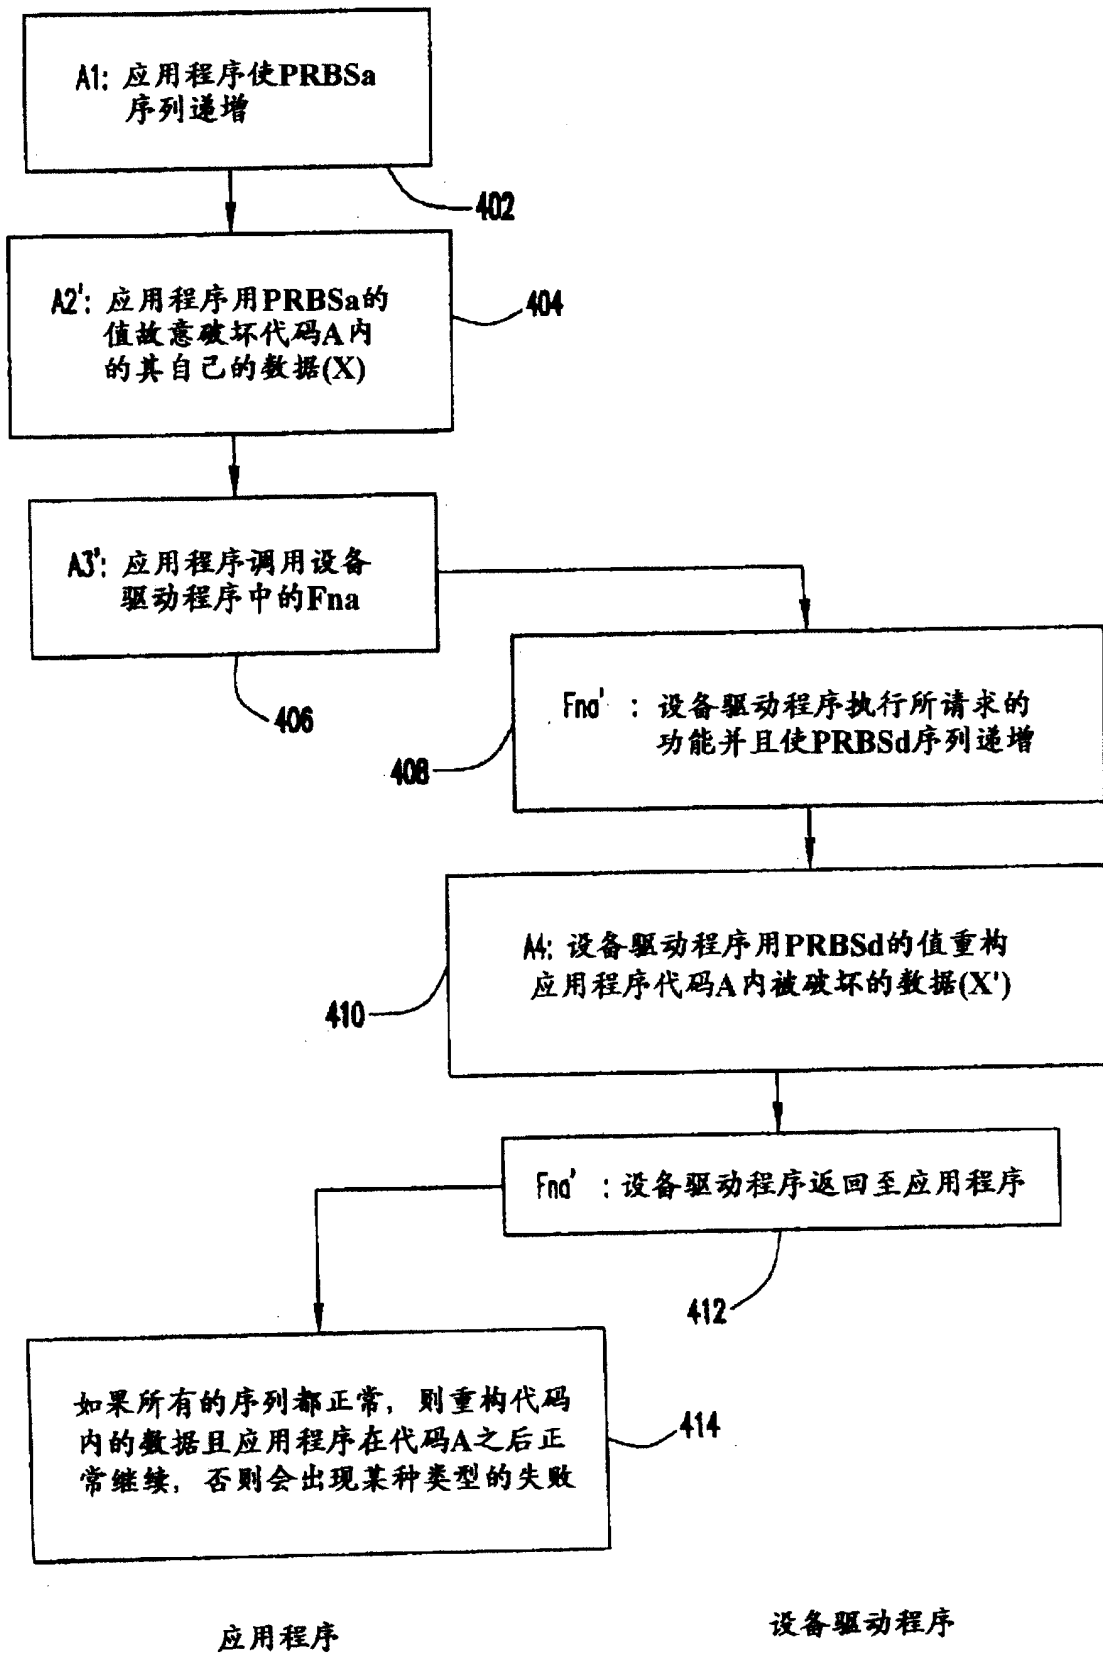 A1: 应用程序使PRBSa
序列递增
402
A2': 应用程序用PRBSa的
值故意破坏代码A内
的其自己的数据(X)
404
A3': 应用程序调用设备
驱动程序中的Fna
406
Fna' : 设备驱动程序执行所请求的
功能并且使PRBSd序列递增
408
A4: 设备驱动程序用PRBSd的值重构
应用程序代码A内被破坏的数据(X')
410
Fna' : 设备驱动程序返回至应用程序
412
如果所有的序列都正常, 则重构代码
内的数据且应用程序在代码A之后正
常继续, 否则会出现某种类型的失败
414
应用程序
设备驱动程序